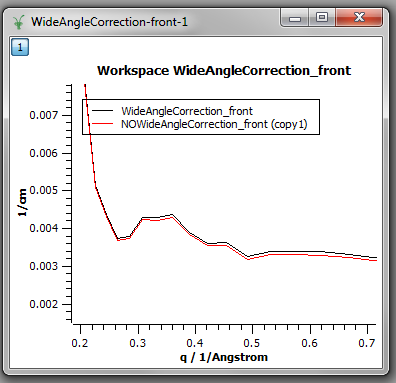 WideAngleCorrection-front-1
1
Workspace WideAngleCorrection_front
WideAngleCorrection_front
NOWideAngleCorrection_front (copy1)
0.007
0.006
0.005
0.004
0.003
0.002
1/cm
0.2 0.3 0.4 0.5 0.6 0.7
q / 1/Angstrom